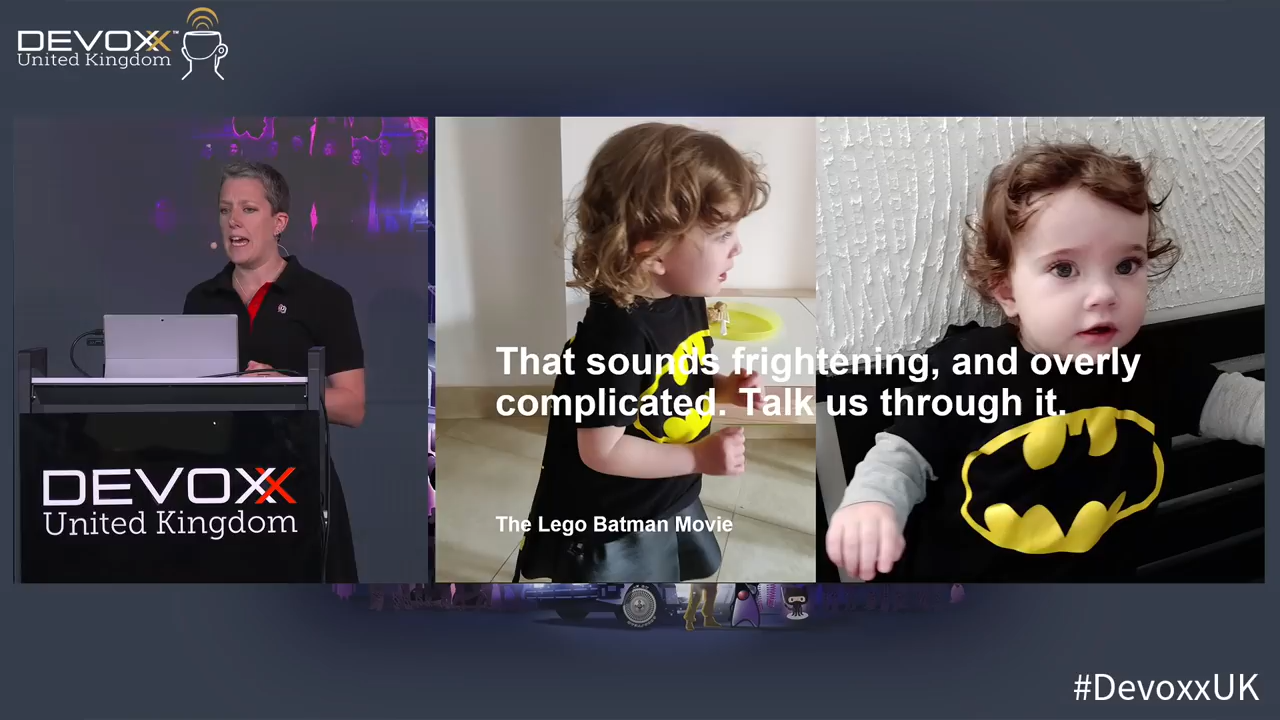 DEVOXX™
United Kingdom
That sounds frightening, and overly
complicated. Talk us through it.
The Lego Batman Movie
DEVOXX
United Kingdom
#DevoxxUK